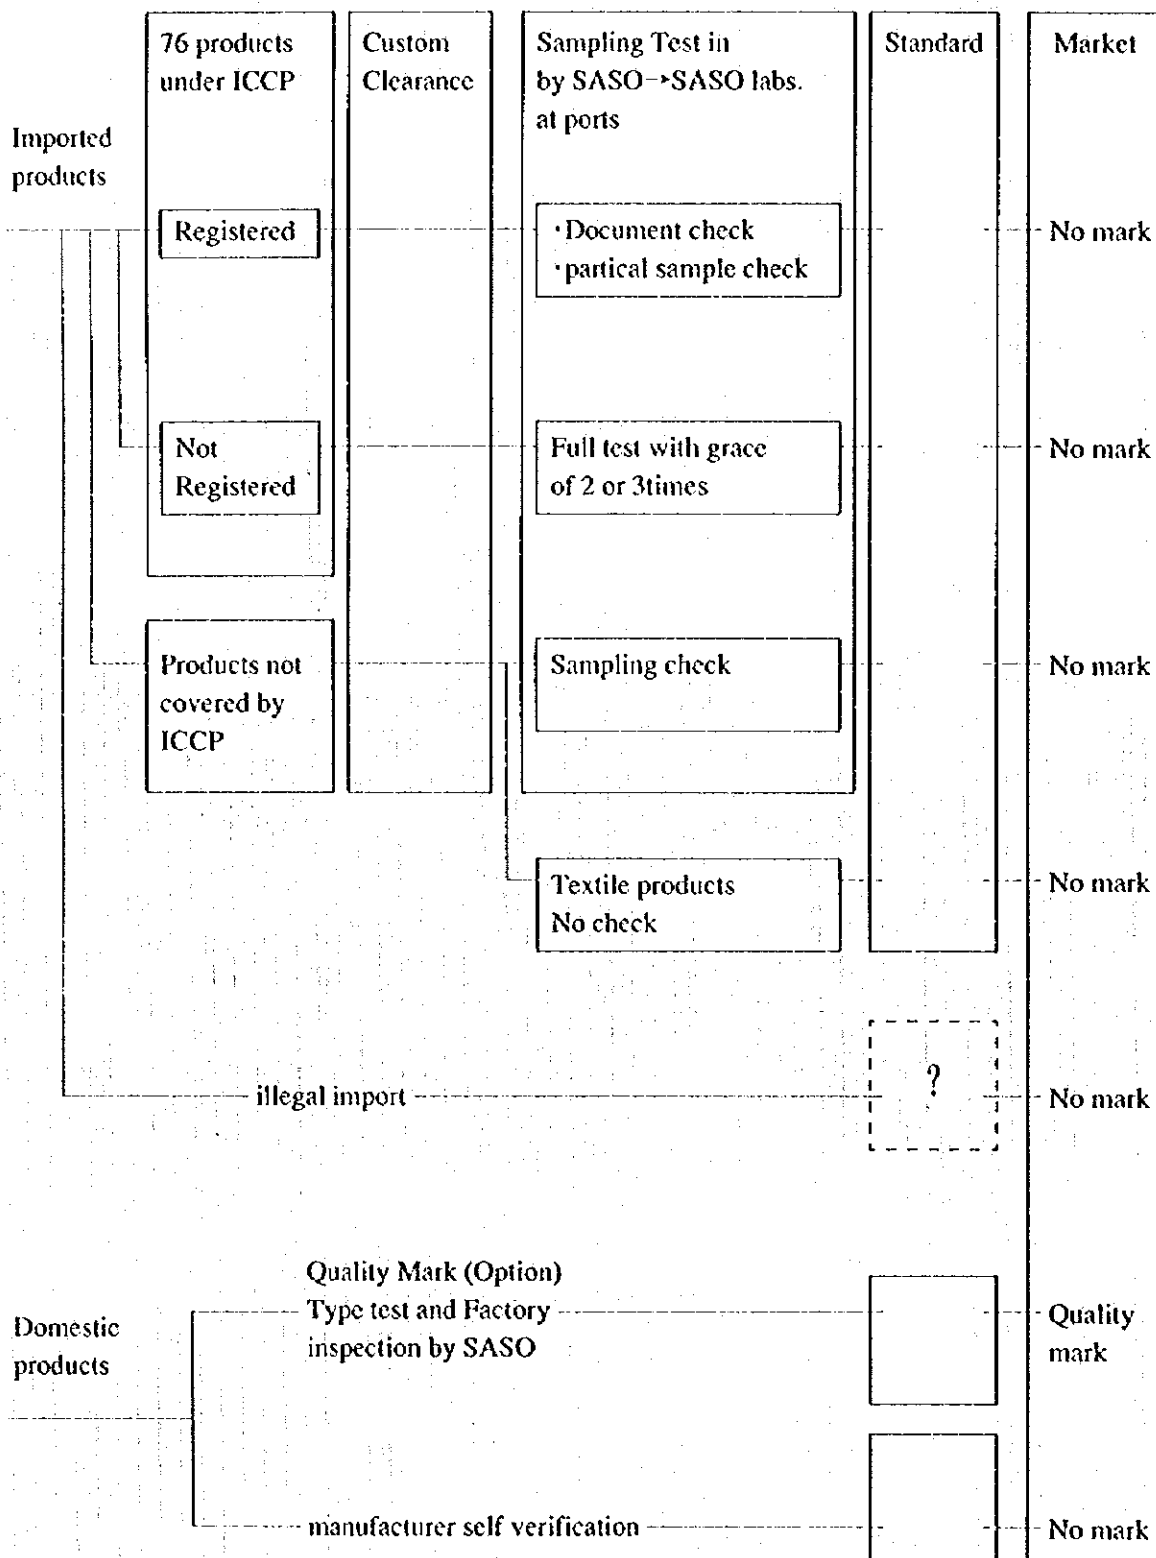 76 products
under ICCP
Custom
Clearance
Sampling Test in
by SASO→SASO labs.
at ports
Standard
Market
Imported
products
Registered
・Document check
・partical sample check
No mark
Not
Registered
Full test with grace
of 2 or 3times
No mark
Products not
covered by
ICCP
Sampling check
No mark
Textile products
No check
No mark
illegal import
?
No mark
Domestic
products
Quality Mark (Option)
Type test and Factory
inspection by SASO
Quality
mark
manufacturer self verification
No mark